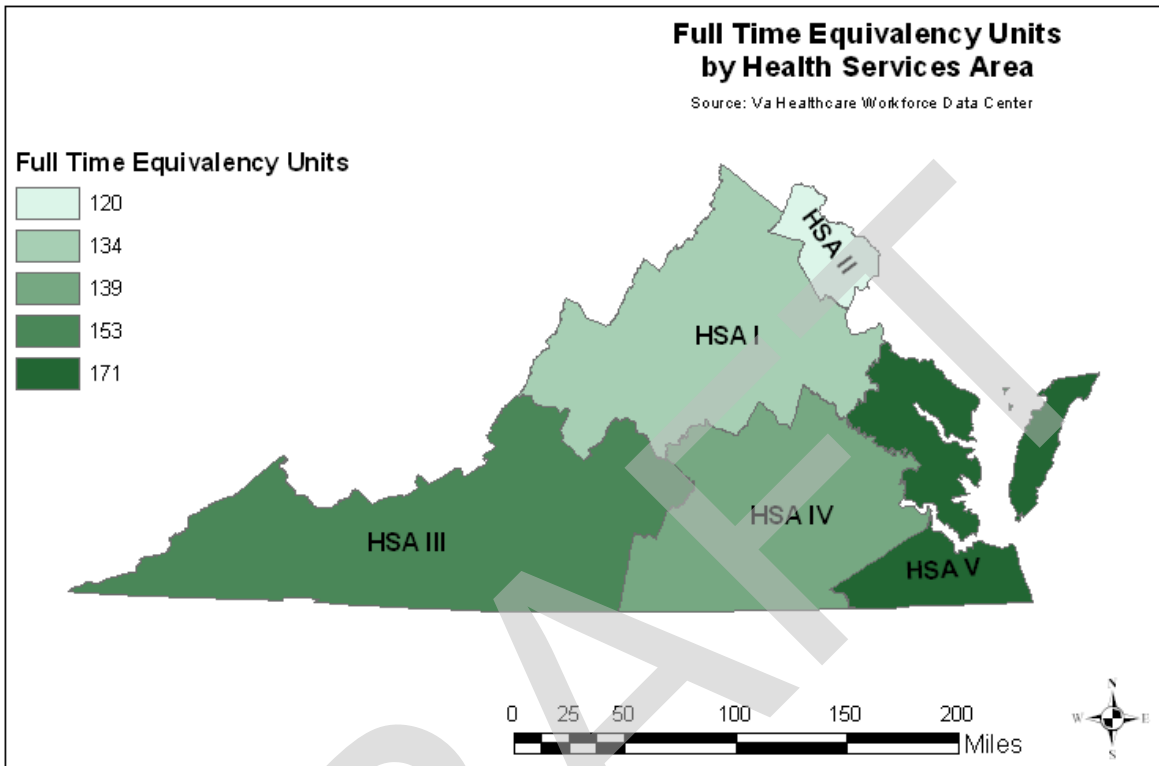 Full Time Equivalency Units
by Health Services Area
Source: Va Healthcare Workforce Data Center
Full Time Equivalency Units
120
134
139
153
171
HSA II
HSA I
HSA IV
HSA III
HSA V
0 25 50 100 150 200
Miles
N
W E
S
DRAFT